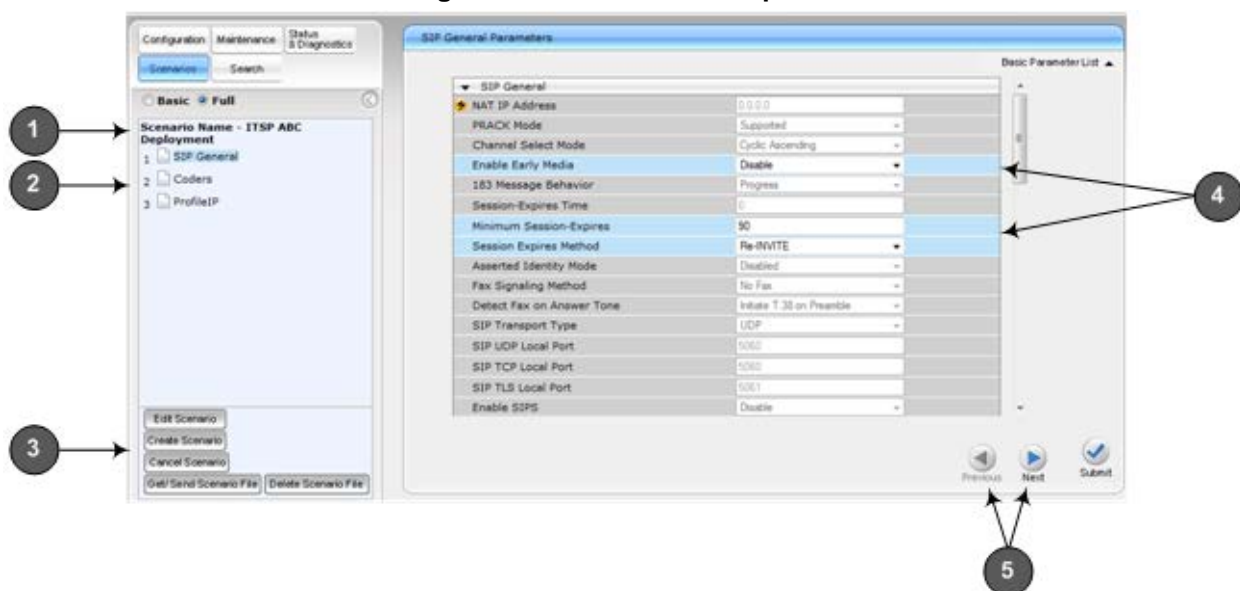 Configuration Maintenance Status & Diagnostics
Scenarios Search
Basic Full
Scenario Name - ITSP ABC Deployment
1 SIP General
2 Coders
3 ProfileIP
Edit Scenario
Create Scenario
Cancel Scenario
Get/Send Scenario File Delete Scenario File
SIP General Parameters
Basic Parameter List
SIP General
NAT IP Address 0.0.0.0
PRACK Mode Supported
Channel Select Mode Cyclic Ascending
Enable Early Media Disable
183 Message Behavior Progress
Session-Expires Time 0
Minimum Session-Expires 90
Session Expires Method Re-INVITE
Asserted Identity Mode Disabled
Fax Signaling Method No Fax
Detect Fax on Answer Tone Initiate T.38 on Preamble
SIP Transport Type UDP
SIP UDP Local Port 5060
SIP TCP Local Port 5060
SIP TLS Local Port 5061
Enable SIPS Disable
Previous Next Submit
1
2
3
4
5